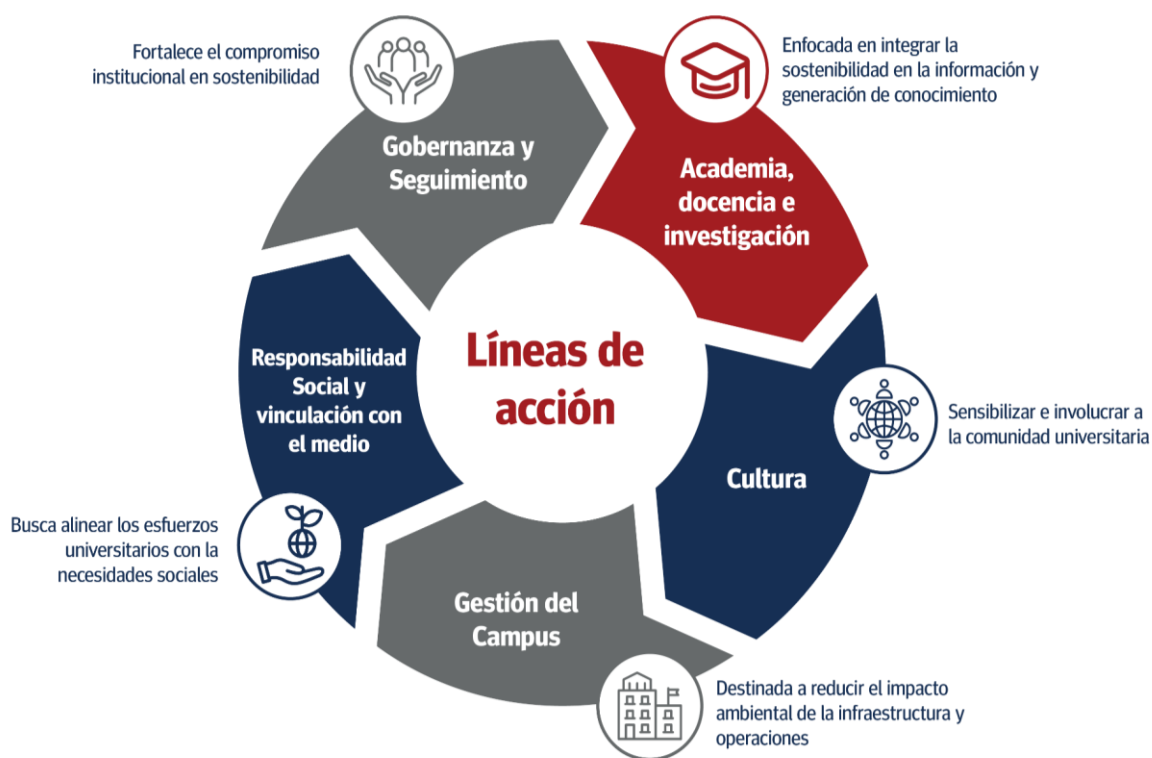 Fortalece el compromiso
institucional en sostenibilidad
Gobernanza y
Seguimiento
Enfocada en integrar la
sostenibilidad en la información y
generación de conocimiento
Academia,
docencia e
investigación
Líneas de
acción
Sensibilizar e involucrar a
la comunidad universitaria
Cultura
Destinada a reducir el impacto
ambiental de la infraestructura y
operaciones
Gestión del
Campus
Responsabilidad
Social y
vinculación con
el medio
Busca alinear los esfuerzos
universitarios con la
necesidades sociales